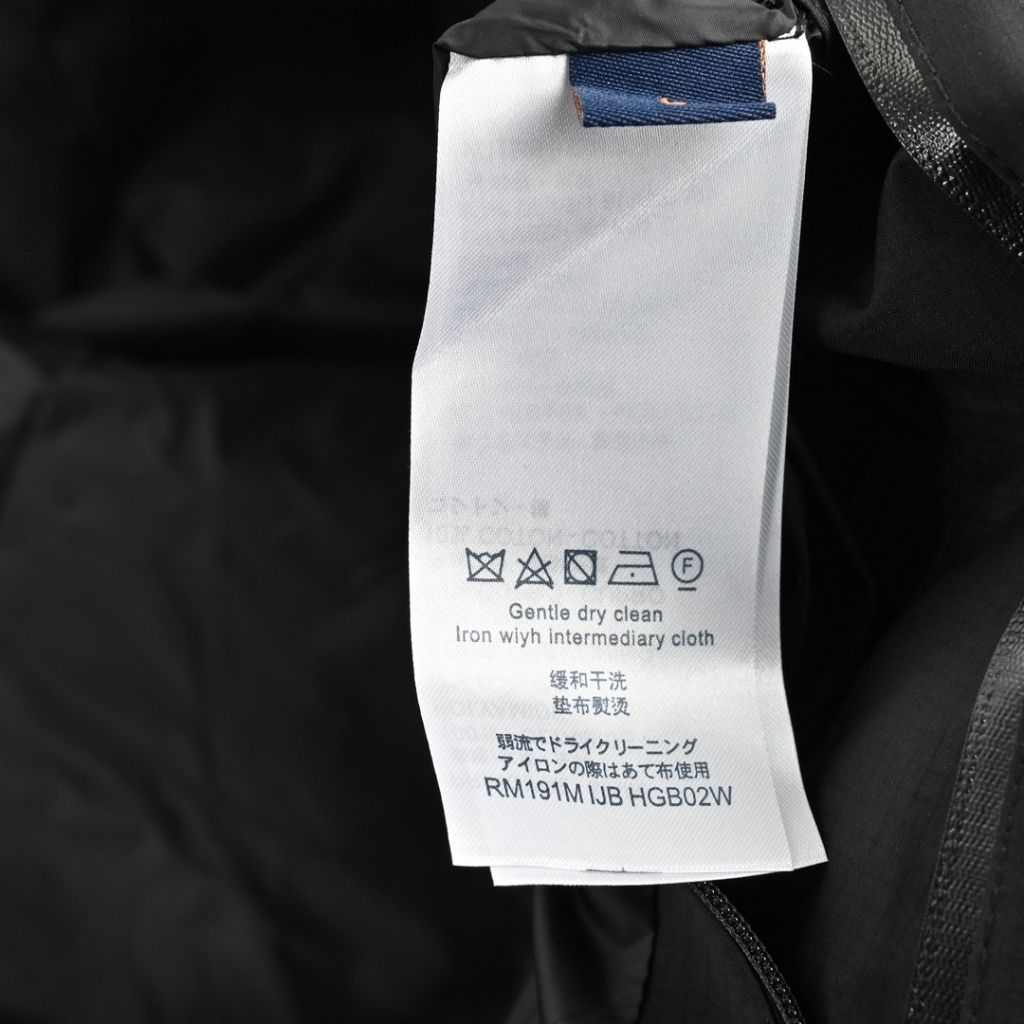 F
Gentle dry clean
Iron wiyh intermediary cloth
缓和干洗
垫布熨烫
弱流でドライクリーニング
アイロンの際はあて布使用
RM191M IJB HGB02W